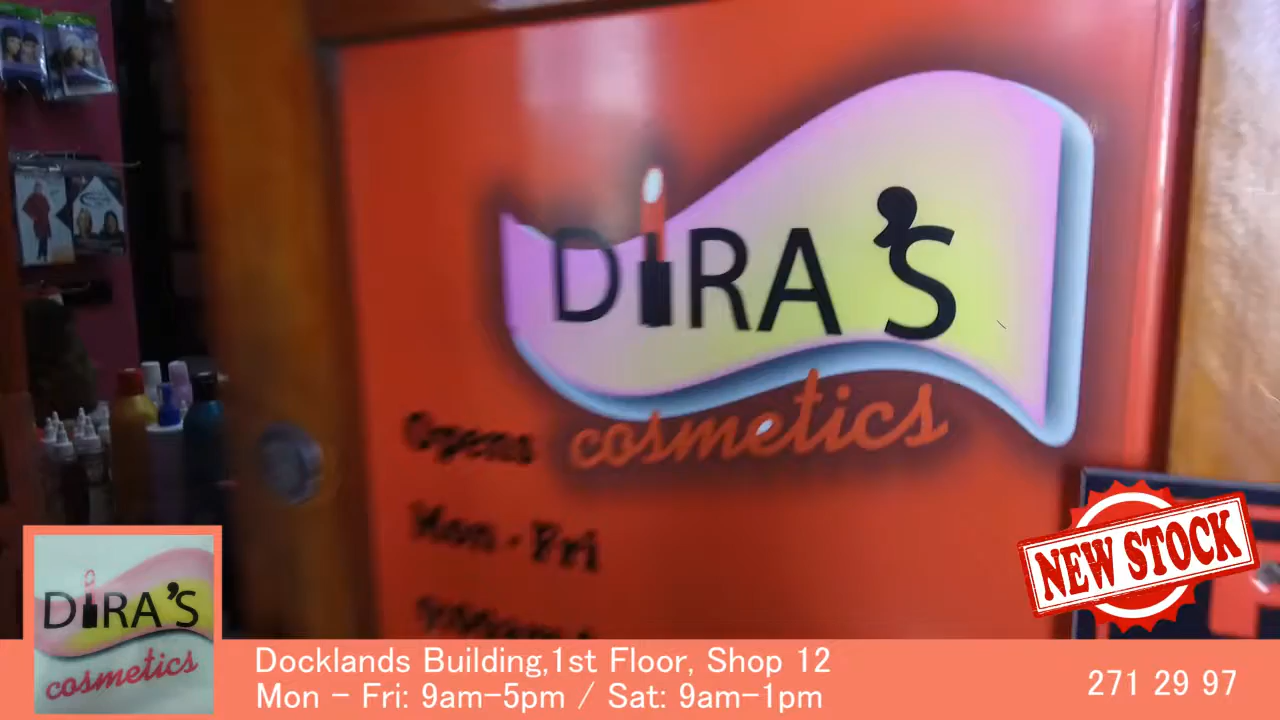 DIRA'S
cosmetics
Opens
Mon - Fri
NEW STOCK
DIRA'S
cosmetics
Docklands Building,1st Floor, Shop 12
Mon - Fri: 9am-5pm / Sat: 9am-1pm
271 29 97